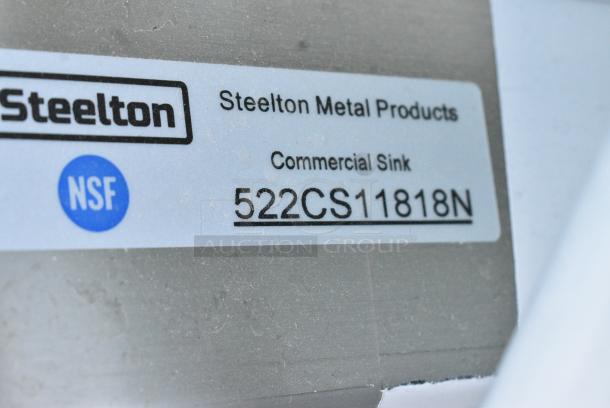 Steelton
Steelton Metal Products
Commercial Sink
NSF
522CS11818N
AUCTION GROUP